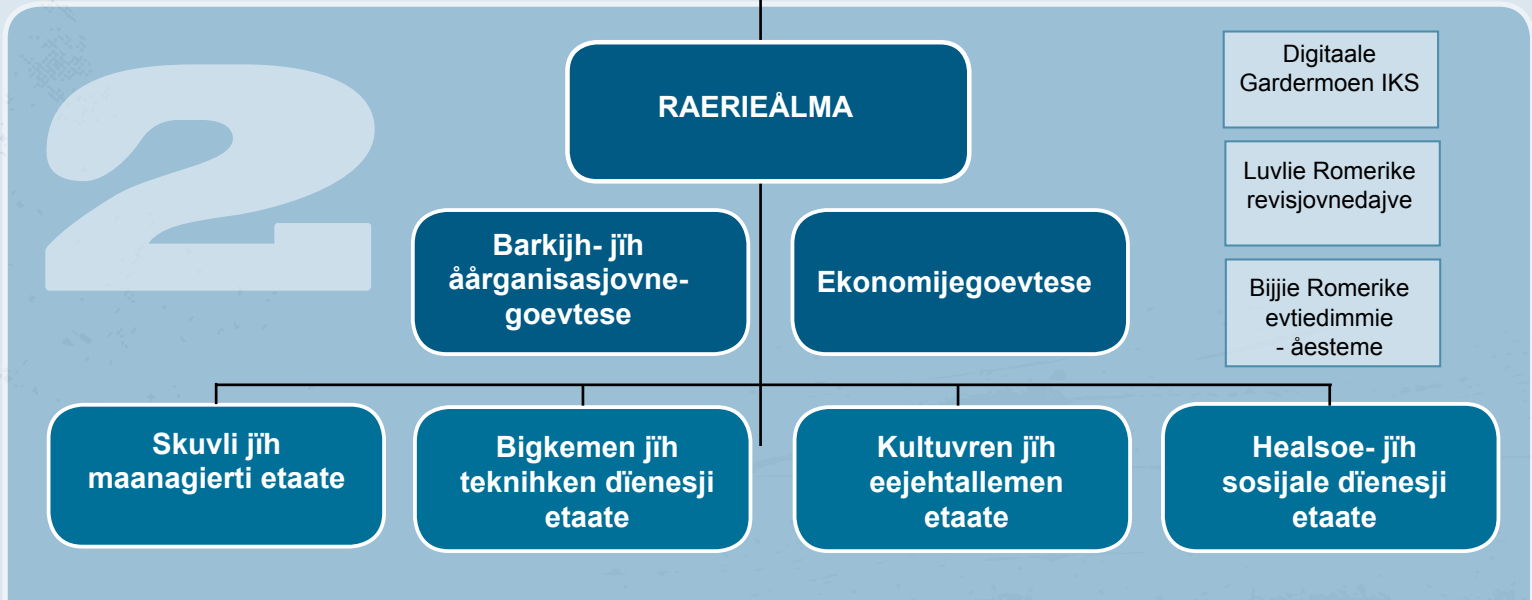 2
RAERIEÅLMA
Digitaale
Gardermoen IKS
Luvlie Romerike
revisjovnedajve
Bijjie Romerike
evtiedimmie
- åesteme
Barkijh- jïh
åårganisasjovne-
goevtese
Ekonomijegoevtese
Skuvli jïh
maanagierti etaate
Bigkemen jïh
teknihken dïenesji
etaate
Kultuvren jïh
eejehtallemen
etaate
Healsoe- jïh
sosijale dïenesji
etaate